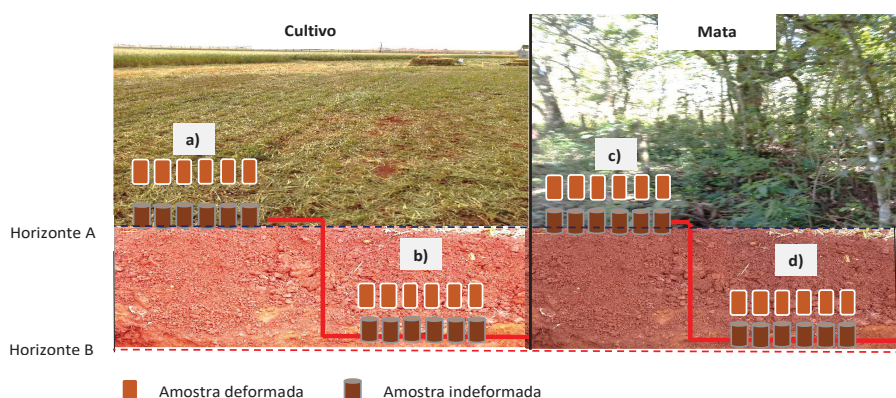 Cultivo
Mata
a)
c)
Horizonte A
b)
d)
Horizonte B
Amostra deformada
Amostra indeformada